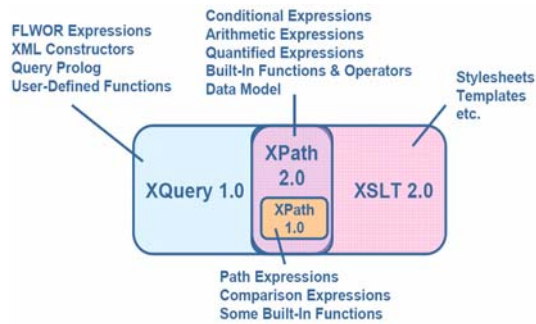 FLWOR Expressions
XML Constructors
Query Prolog
User-Defined Functions
Conditional Expressions
Arithmetic Expressions
Quantified Expressions
Built-In Functions & Operators
Data Model
Stylesheets
Templates
etc.
XQuery 1.0
XPath
2.0
XPath
1.0
XSLT 2.0
Path Expressions
Comparison Expressions
Some Built-In Functions